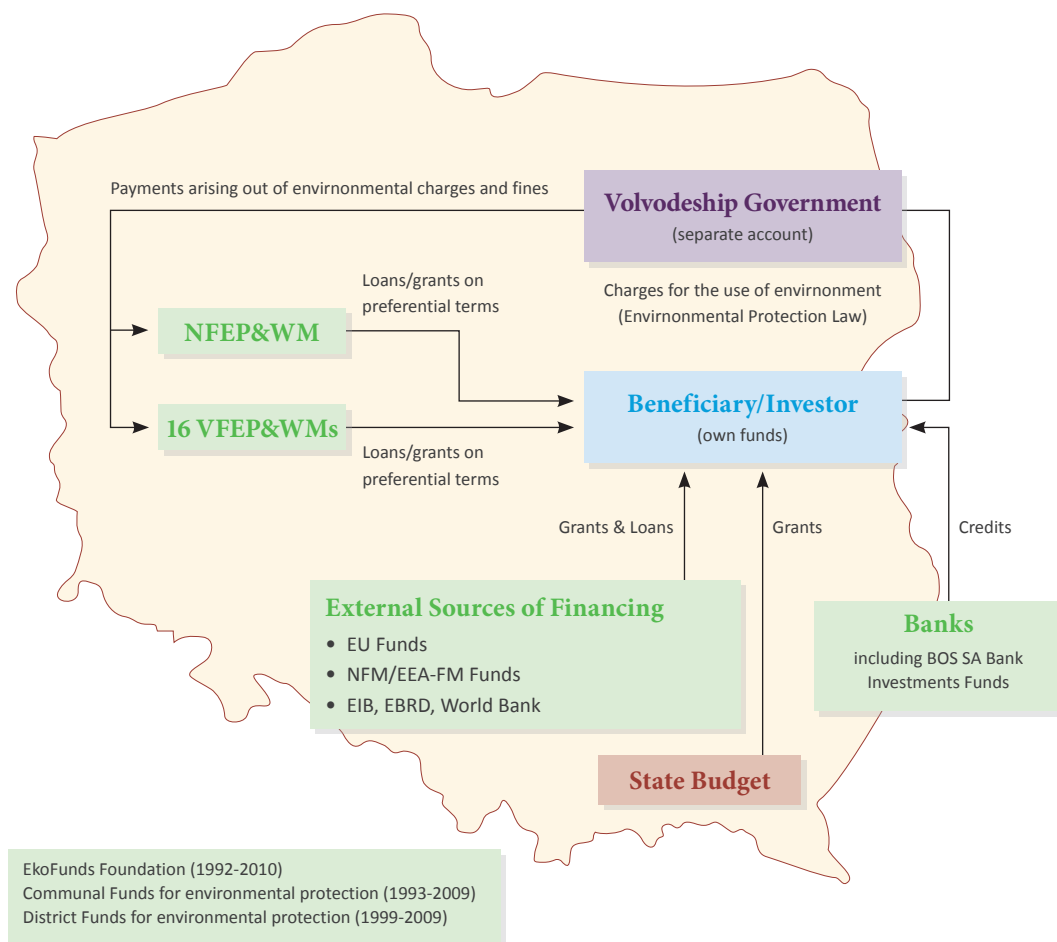 Payments arising out of envirnonmental charges and fines
Volvodeship Government
(separate account)
Loans/grants on
preferential terms
Charges for the use of envirnonment
(Envirnonmental Protection Law)
NFEP&WM
Beneficiary/Investor
(own funds)
16 VFEP&WMs
Loans/grants on
preferential terms
Grants & Loans
Grants
Credits
External Sources of Financing
• EU Funds
• NFM/EEA-FM Funds
• EIB, EBRD, World Bank
Banks
including BOS SA Bank
Investments Funds
State Budget
EkoFunds Foundation (1992-2010)
Communal Funds for environmental protection (1993-2009)
District Funds for environmental protection (1999-2009)